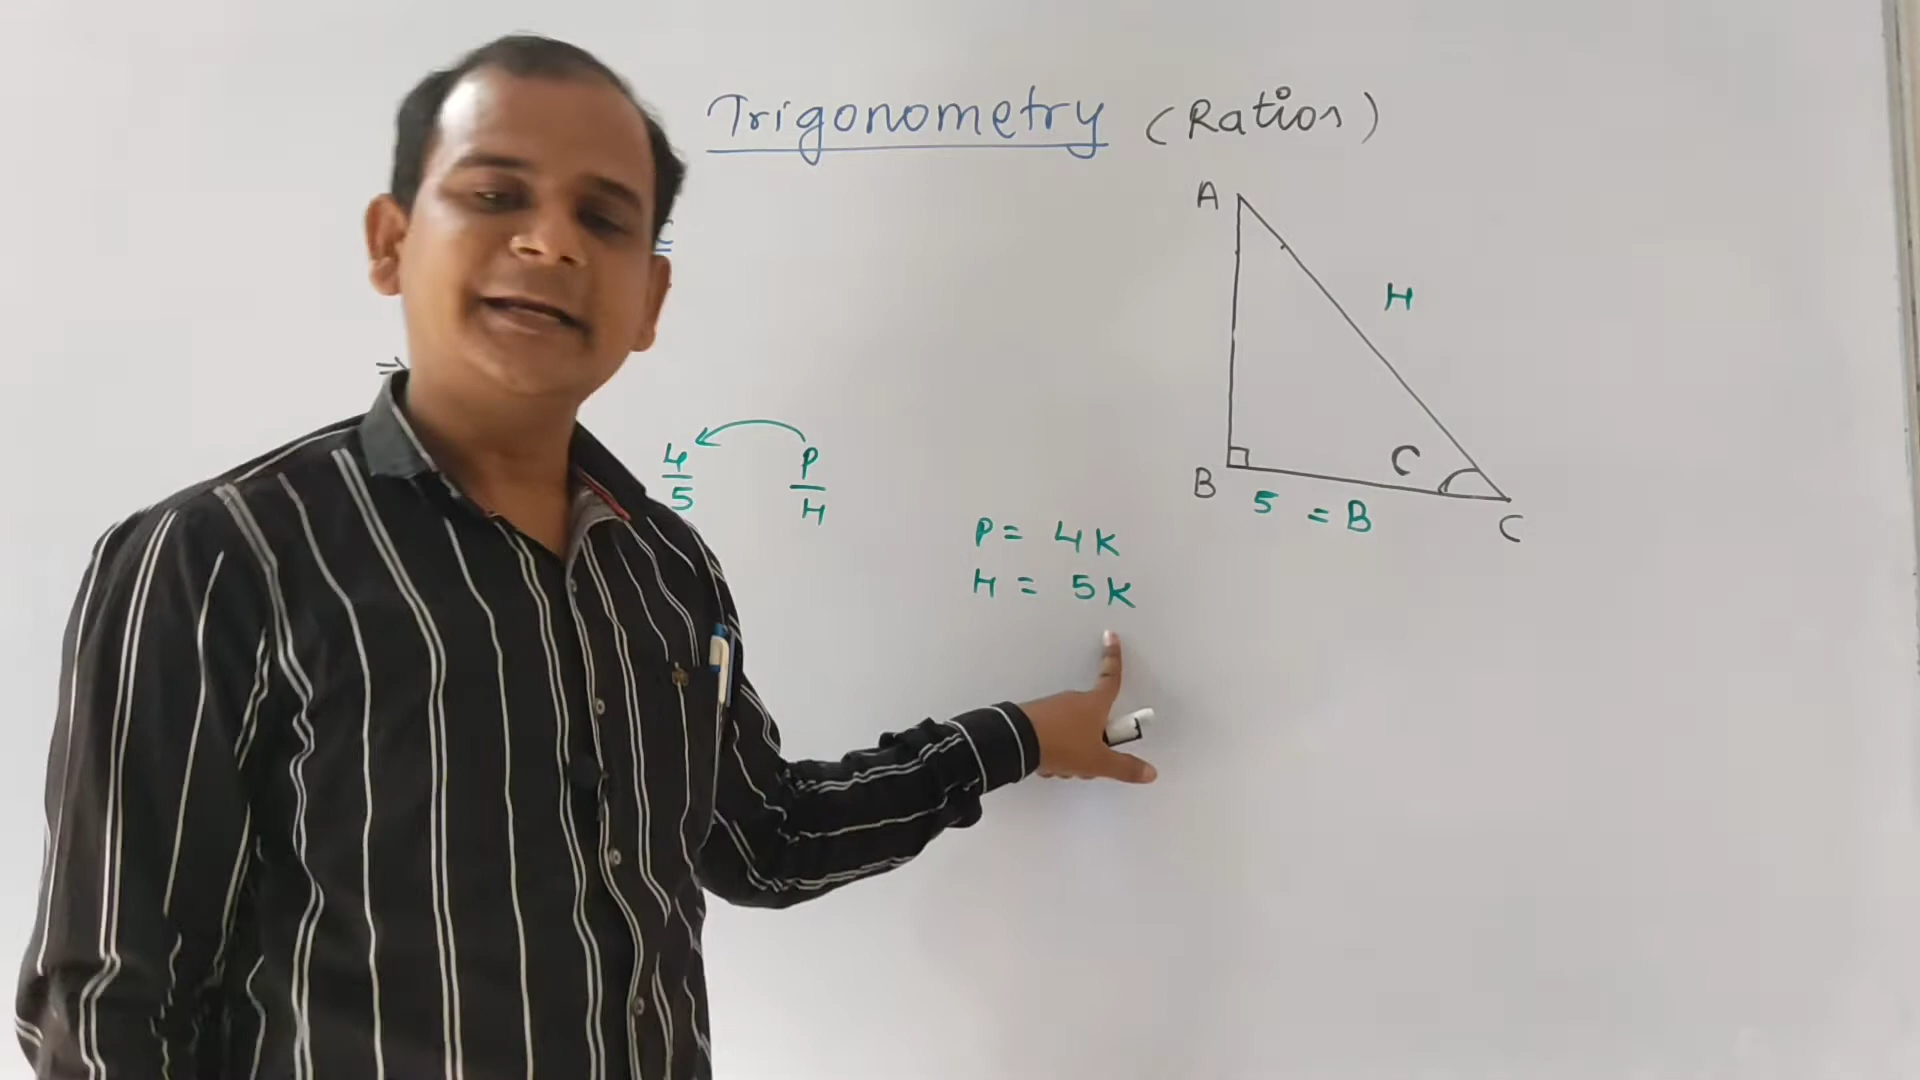 Trigonometry (Ratios)
A
H
⇒
4/5 P/H
C
B 5 = B C
P = 4K
H = 5K